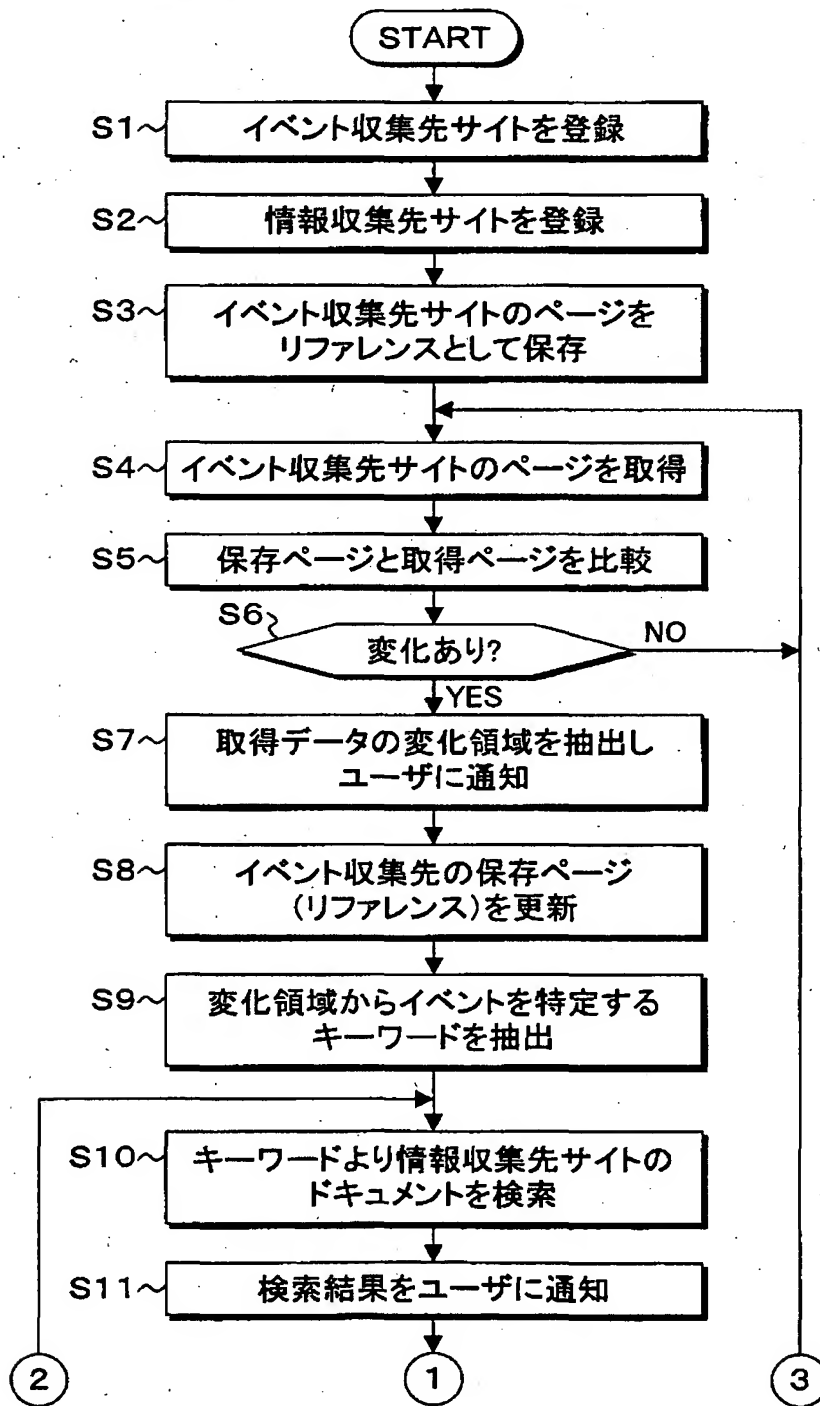 START
S1~ イベント収集先サイトを登録
S2~ 情報収集先サイトを登録
S3~ イベント収集先サイトのページを
リファレンスとして保存
S4~ イベント収集先サイトのページを取得
S5~ 保存ページと取得ページを比較
S6
変化あり? NO
YES
S7~ 取得データの変化領域を抽出し
ユーザに通知
S8~ イベント収集先の保存ページ
(リファレンス)を更新
S9~ 変化領域からイベントを特定する
キーワードを抽出
S10~ キーワードより情報収集先サイトの
ドキュメントを検索
S11~ 検索結果をユーザに通知
2 1 3